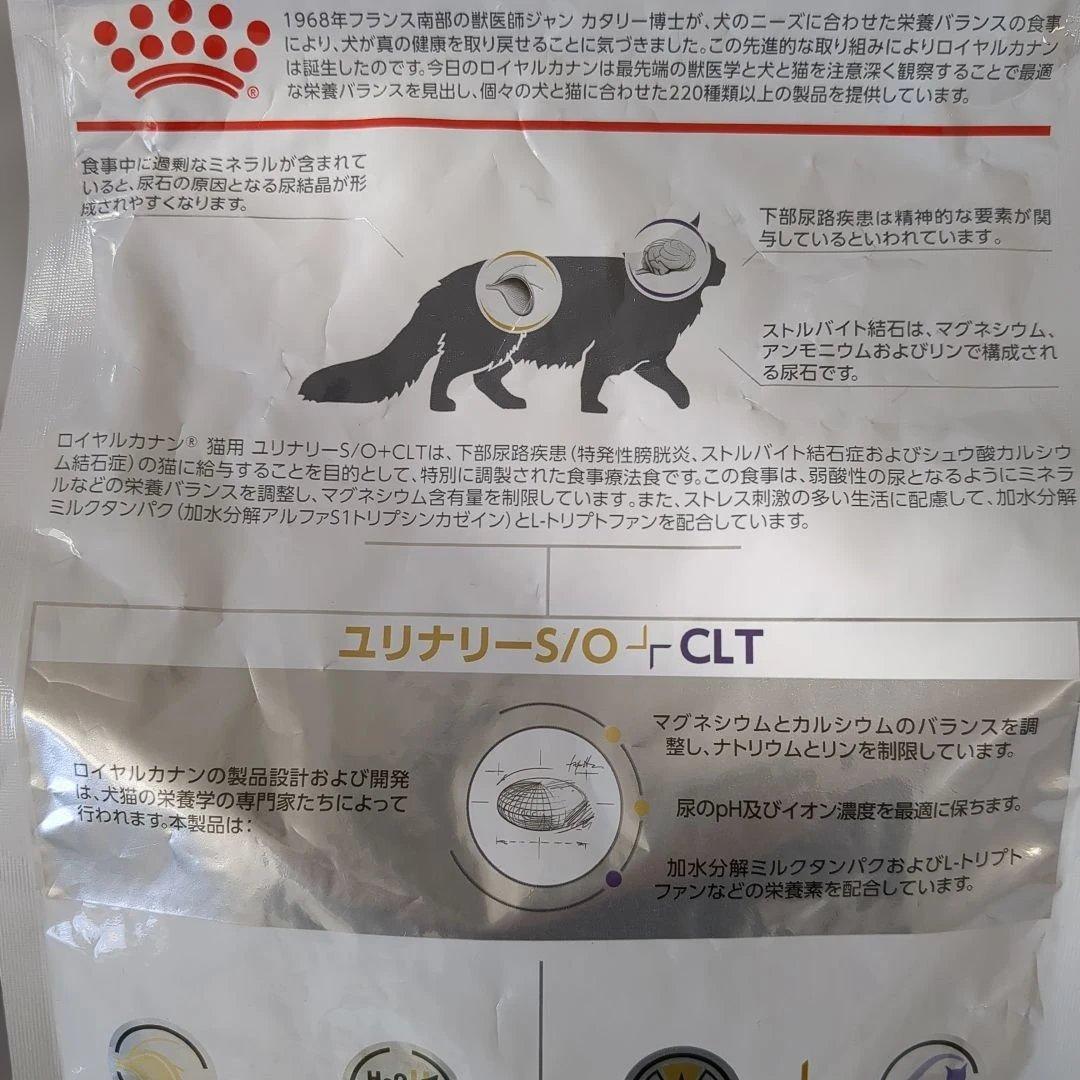 1968年フランス南部の獣医師ジャン カタリー博士が、犬のニーズに合わせた栄養バランスの食事
により、犬が真の健康を取り戻せることに気づきました。この先進的な取り組みによりロイヤルカナン
は誕生したのです。今日のロイヤルカナンは最先端の獣医学と犬と猫を注意深く観察することで最適
な栄養バランスを見出し、個々の犬と猫に合わせた220種類以上の製品を提供しています。
®
食事中に過剰なミネラルが含まれて
いると、尿石の原因となる尿結晶が形
成されやすくなります。
下部尿路疾患は精神的な要素が関
与しているといわれています。
ストルバイト結石は、マグネシウム、
アンモニウムおよびリンで構成され
る尿石です。
ロイヤルカナン® 猫用 ユリナリーS/O+CLTは、下部尿路疾患（特発性膀胱炎、ストルバイト結石症およびシュウ酸カルシウ
ム結石症）の猫に給与することを目的として、特別に調製された食事療法食です。この食事は、弱酸性の尿となるようにミネラ
ルなどの栄養バランスを調整し、マグネシウム含有量を制限しています。また、ストレス刺激の多い生活に配慮して、加水分解
ミルクタンパク（加水分解アルファS1トリプシンカゼイン）とL-トリプトファンを配合しています。
ユリナリーS/O+CLT
ロイヤルカナンの製品設計および開発
は、犬猫の栄養学の専門家たちによって
行われます。本製品は：
マグネシウムとカルシウムのバランスを調
整し、ナトリウムとリンを制限しています。
尿のpH及びイオン濃度を最適に保ちます。
加水分解ミルクタンパクおよびL-トリプト
ファンなどの栄養素を配合しています。